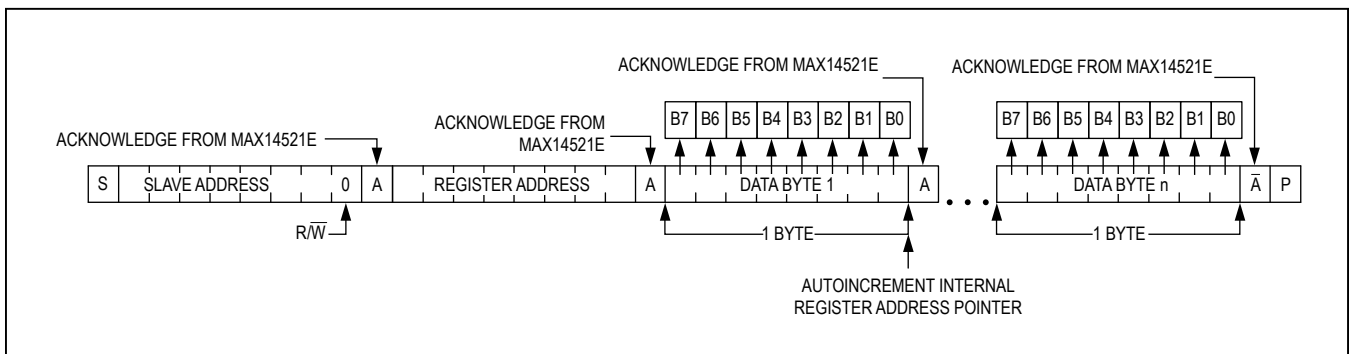 ACKNOWLEDGE FROM MAX14521E
ACKNOWLEDGE FROM MAX14521E
B7 B6 B5 B4 B3 B2 B1 B0
B7 B6 B5 B4 B3 B2 B1 B0
ACKNOWLEDGE FROM MAX14521E
ACKNOWLEDGE FROM
MAX14521E
S SLAVE ADDRESS 0 A REGISTER ADDRESS A DATA BYTE 1 A ... DATA BYTE n A̅ P
R/W̅
1 BYTE
1 BYTE
AUTOINCREMENT INTERNAL
REGISTER ADDRESS POINTER